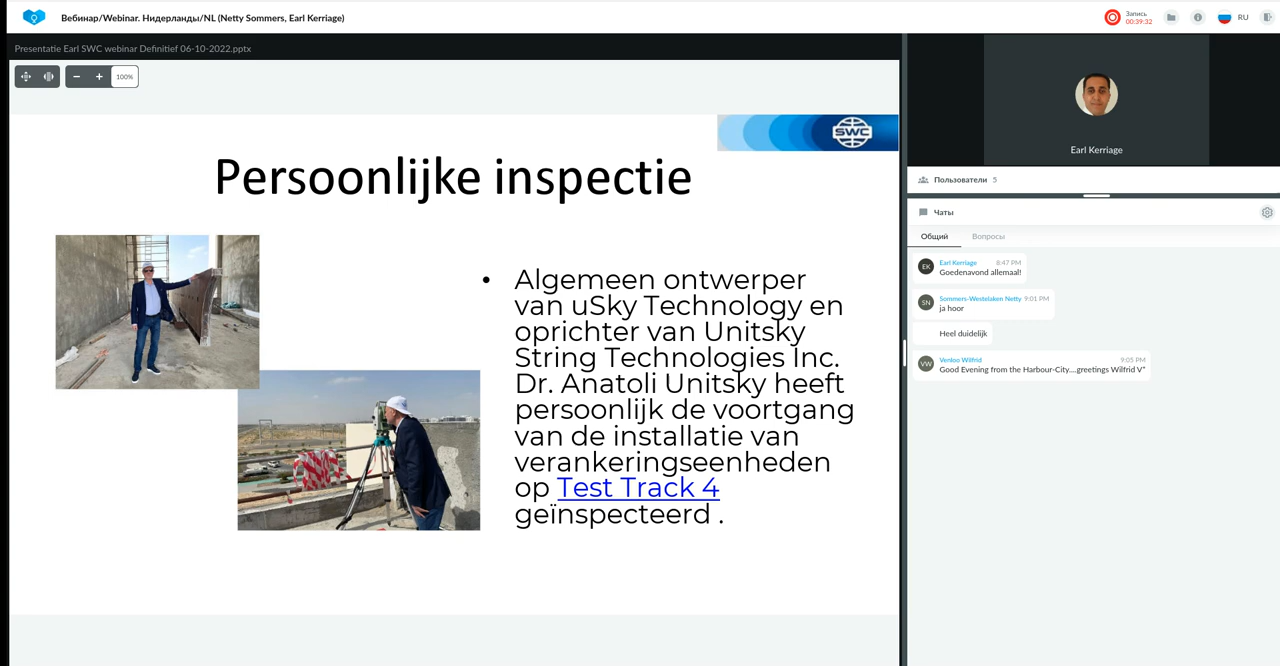 Вебинар/Webinar. Нидерланды/NL (Netty Sommers, Earl Kerriage)
Запись
00:39:32
RU
Presentatie Earl SWC webinar Definitief 06-10-2022.pptx
100%
SWC
Persoonlijke inspectie
• Algemeen ontwerper
van uSky Technology en
oprichter van Unitsky
String Technologies Inc.
Dr. Anatoli Unitsky heeft
persoonlijk de voortgang
van de installatie van
verankeringseenheden
op Test Track 4
geïnspecteerd .
Earl Kerriage
Пользователи 5
Чаты
Общий Вопросы
EK
Earl Kerriage 8:47 PM
Goedenavond allemaal!
SN
Sommers-Westelaken Netty 9:01 PM
ja hoor
Heel duidelijk
VW
Venloo Wilfrid 9:05 PM
Good Evening from the Harbour-City....greetings Wilfrid V"